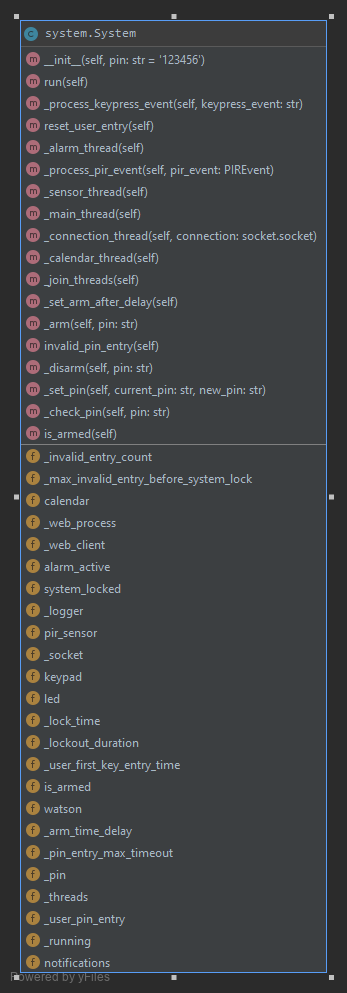 system.System
__init__(self, pin: str = '123456')
run(self)
_process_keypress_event(self, keypress_event: str)
reset_user_entry(self)
_alarm_thread(self)
_process_pir_event(self, pir_event: PIREvent)
_sensor_thread(self)
_main_thread(self)
_connection_thread(self, connection: socket.socket)
_calendar_thread(self)
_join_threads(self)
_set_arm_after_delay(self)
_arm(self, pin: str)
invalid_pin_entry(self)
_disarm(self, pin: str)
_set_pin(self, current_pin: str, new_pin: str)
_check_pin(self, pin: str)
is_armed(self)
_invalid_entry_count
_max_invalid_entry_before_system_lock
calendar
_web_process
_web_client
alarm_active
system_locked
_logger
pir_sensor
_socket
keypad
led
_lock_time
_lockout_duration
_user_first_key_entry_time
is_armed
watson
_arm_time_delay
_pin_entry_max_timeout
_pin
_threads
_user_pin_entry
_running
notifications
Powered by yFiles